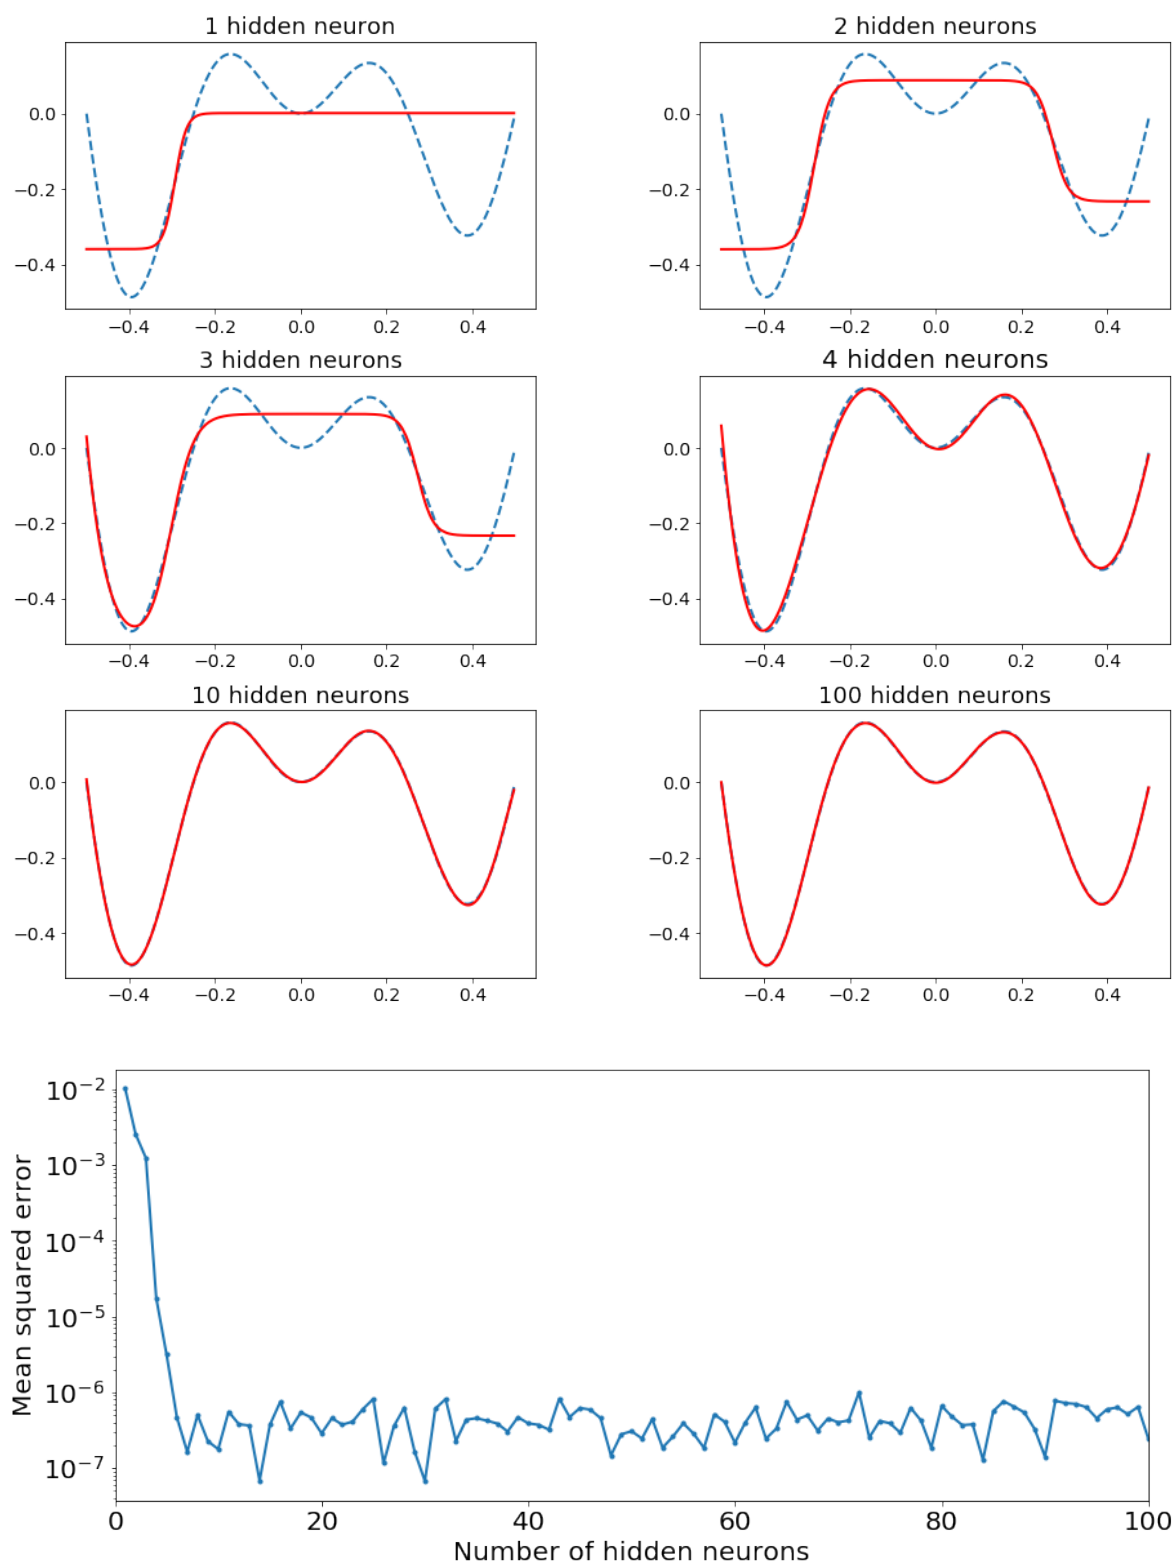 1 hidden neuron
2 hidden neurons
0.0
−0.2
−0.4
−0.4 −0.2 0.0 0.2 0.4
0.0
−0.2
−0.4
−0.4 −0.2 0.0 0.2 0.4
3 hidden neurons
4 hidden neurons
0.0
−0.2
−0.4
−0.4 −0.2 0.0 0.2 0.4
0.0
−0.2
−0.4
−0.4 −0.2 0.0 0.2 0.4
10 hidden neurons
100 hidden neurons
0.0
−0.2
−0.4
−0.4 −0.2 0.0 0.2 0.4
0.0
−0.2
−0.4
−0.4 −0.2 0.0 0.2 0.4
Mean squared error
10⁻²
10⁻³
10⁻⁴
10⁻⁵
10⁻⁶
10⁻⁷
0 20 40 60 80 100
Number of hidden neurons